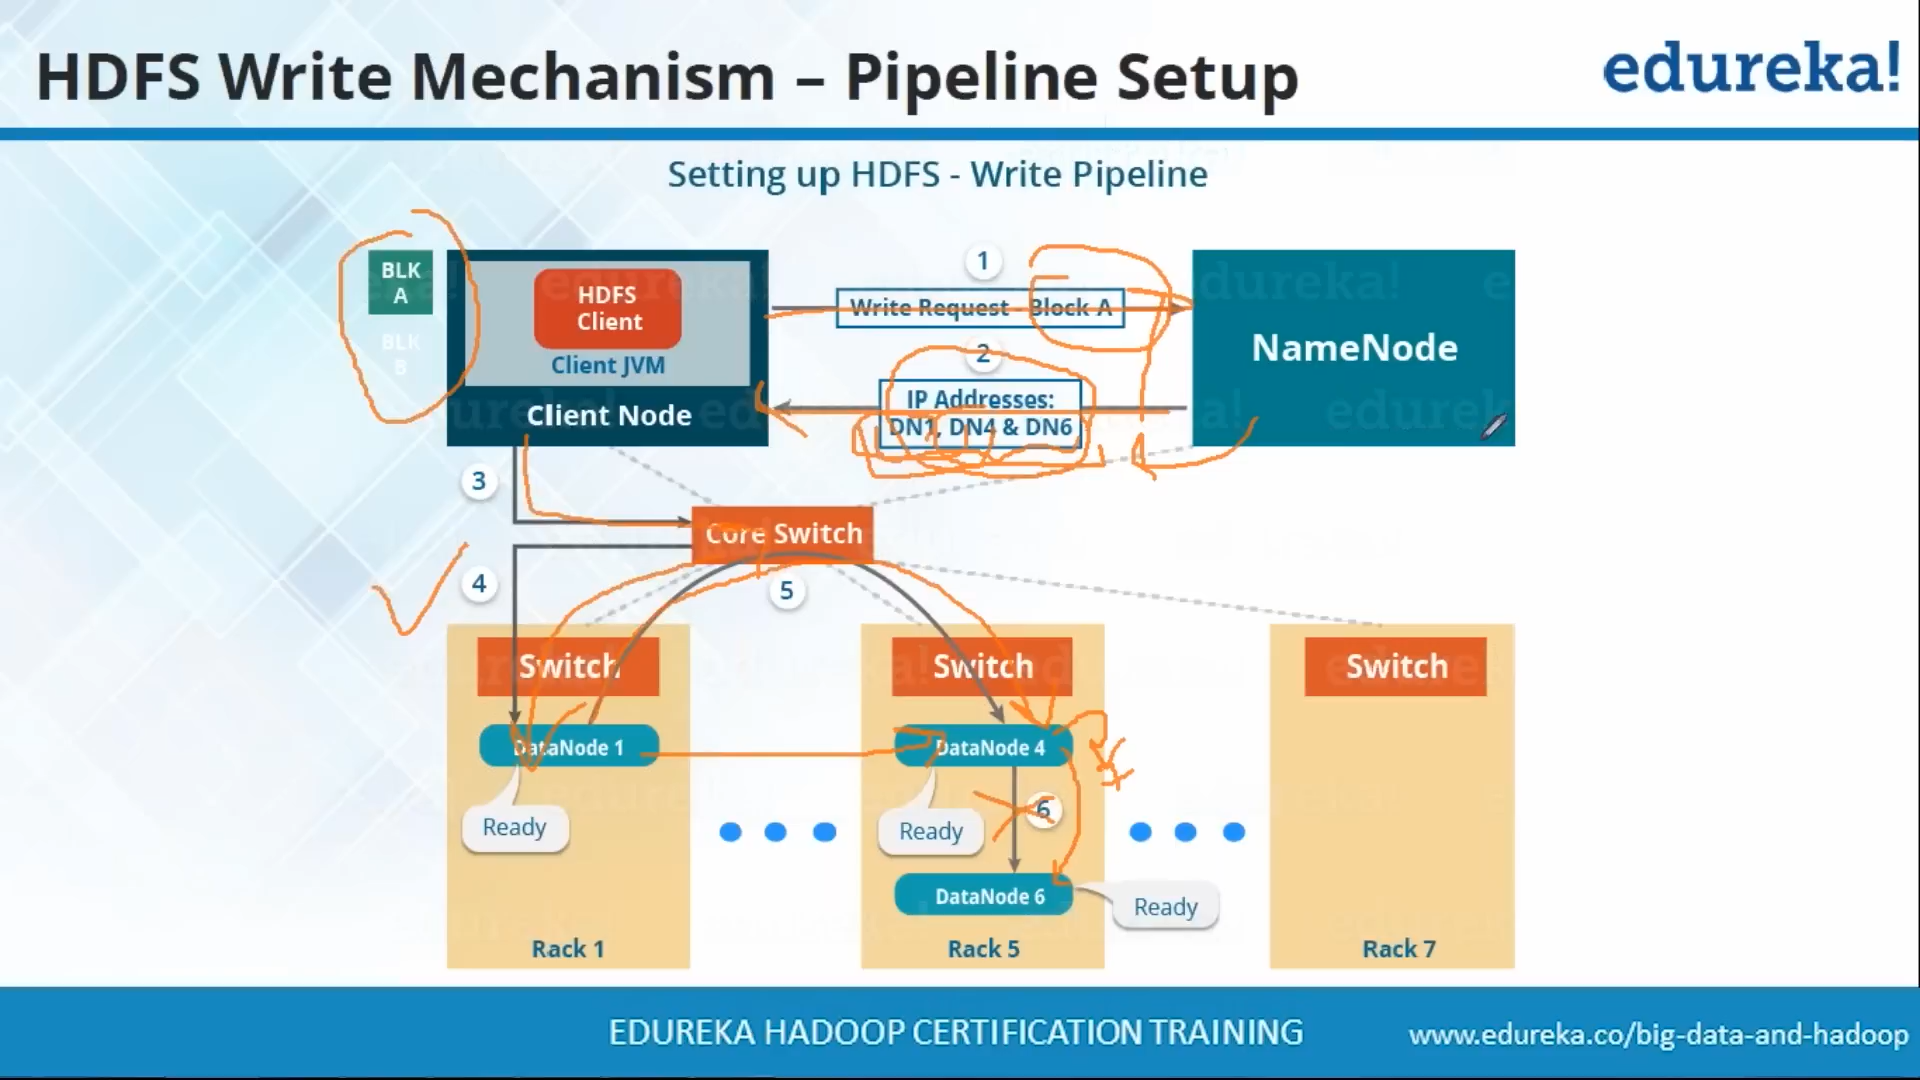 HDFS Write Mechanism – Pipeline Setup
edureka!
Setting up HDFS - Write Pipeline
BLK
A
BLK
B
HDFS
Client
Client JVM
Client Node
1
Write Request - Block A
2
IP Addresses:
DN1, DN4 & DN6
NameNode
3
Core Switch
4
5
Switch
Switch
Switch
DataNode 1
DataNode 4
Ready
Ready
6
DataNode 6
Ready
Rack 1
Rack 5
Rack 7
EDUREKA HADOOP CERTIFICATION TRAINING
www.edureka.co/big-data-and-hadoop